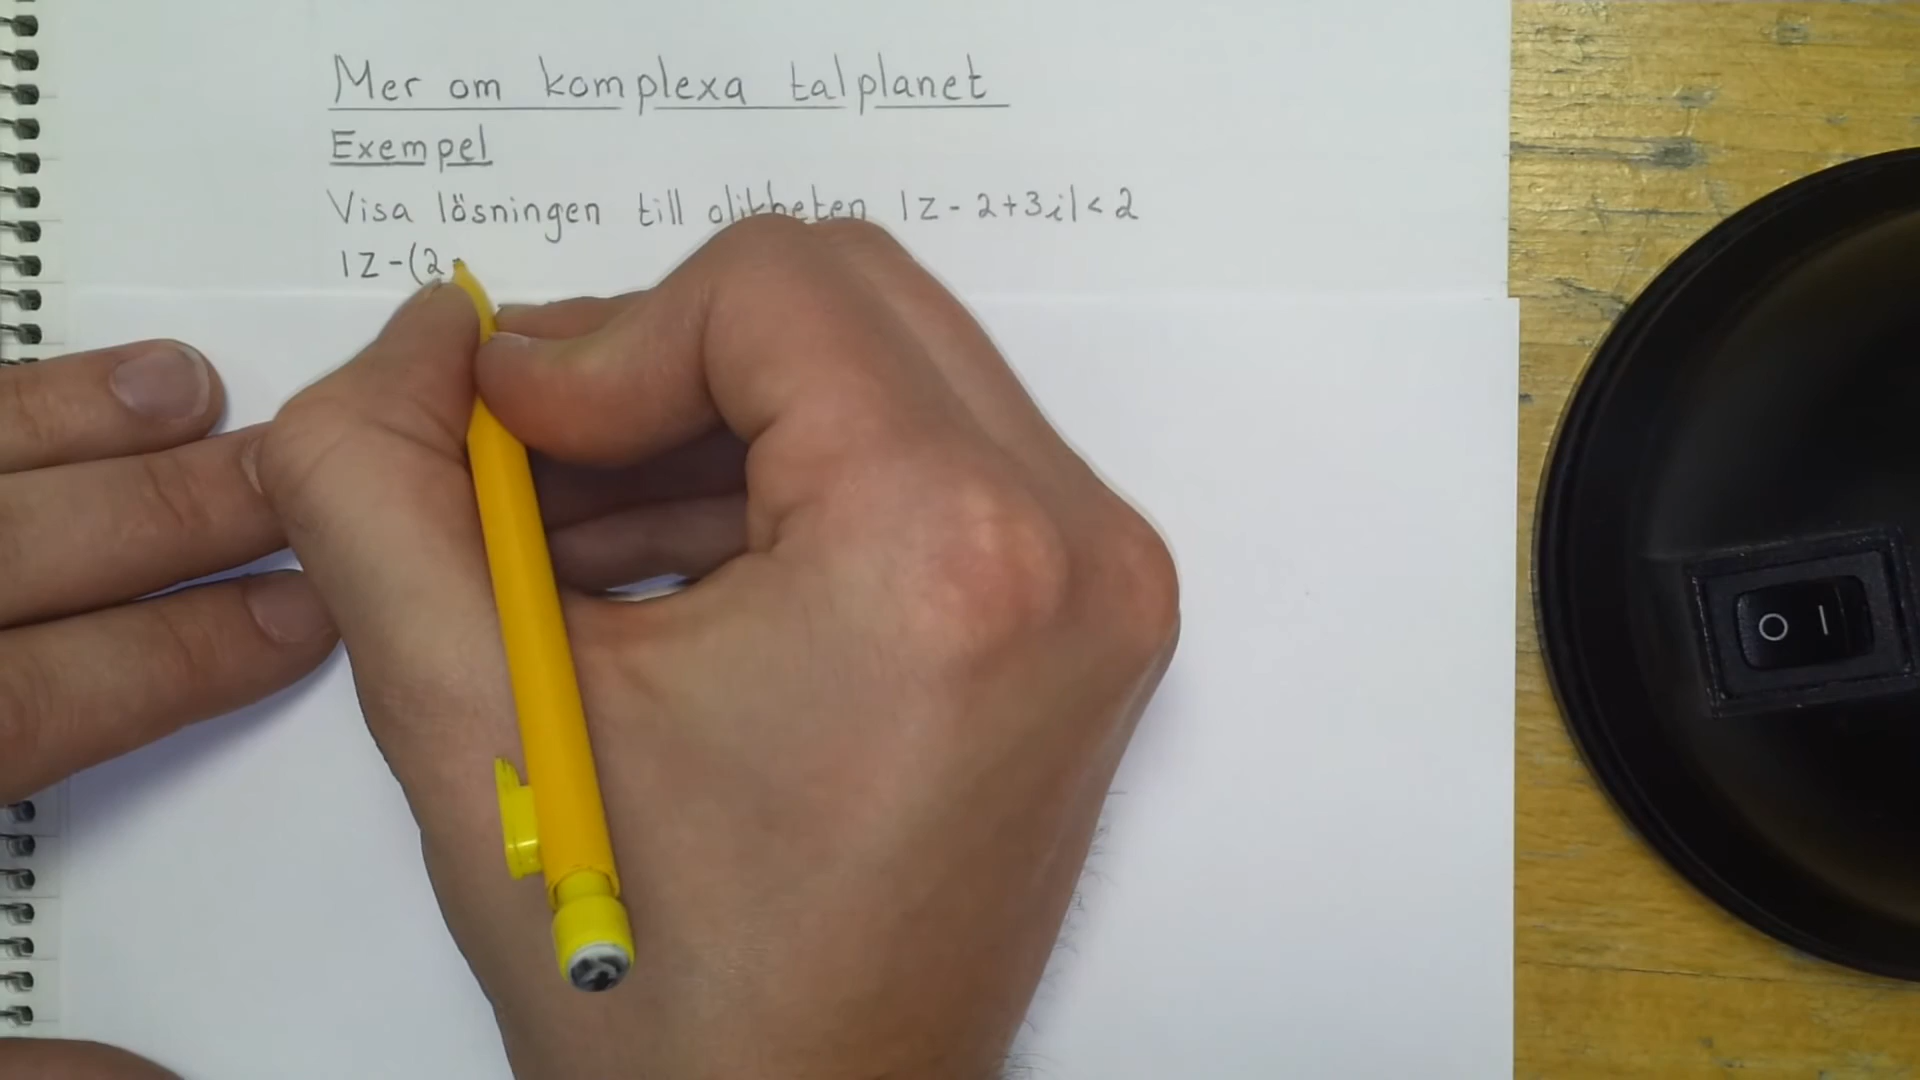 Mer om komplexa talplanet
Exempel
Visa lösningen till olikheten |z - 2+3i| < 2
|z -(2 -
O I